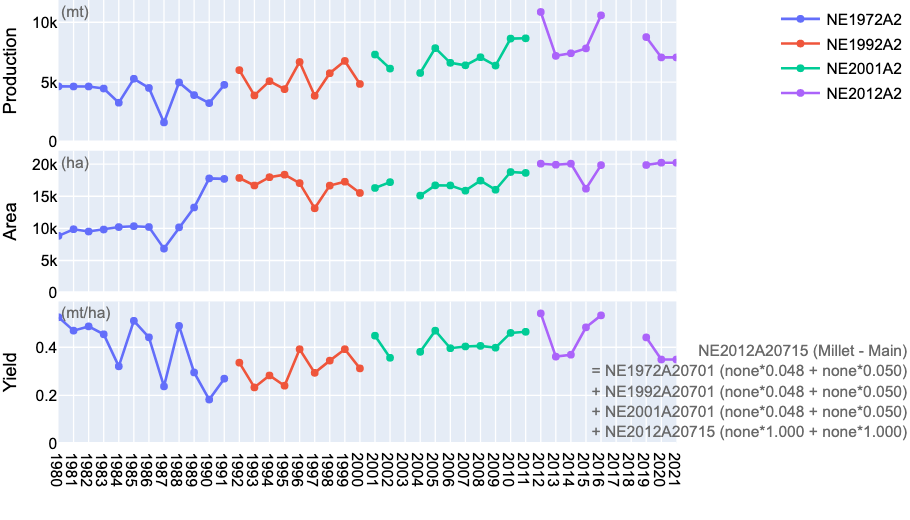 Production
(mt)
10k
5k
0
Area
(ha)
20k
15k
10k
5k
0
Yield
(mt/ha)
0.4
0.2
0
1980
1981
1982
1983
1984
1985
1986
1987
1988
1989
1990
1991
1992
1993
1994
1995
1996
1997
1998
1999
2000
2001
2002
2003
2004
2005
2006
2007
2008
2009
2010
2011
2012
2013
2014
2015
2016
2017
2018
2019
2020
2021
NE1972A2
NE1992A2
NE2001A2
NE2012A2
NE2012A20715 (Millet - Main)
= NE1972A20701 (none*0.048 + none*0.050)
+ NE1992A20701 (none*0.048 + none*0.050)
+ NE2001A20701 (none*0.048 + none*0.050)
+ NE2012A20715 (none*1.000 + none*1.000)